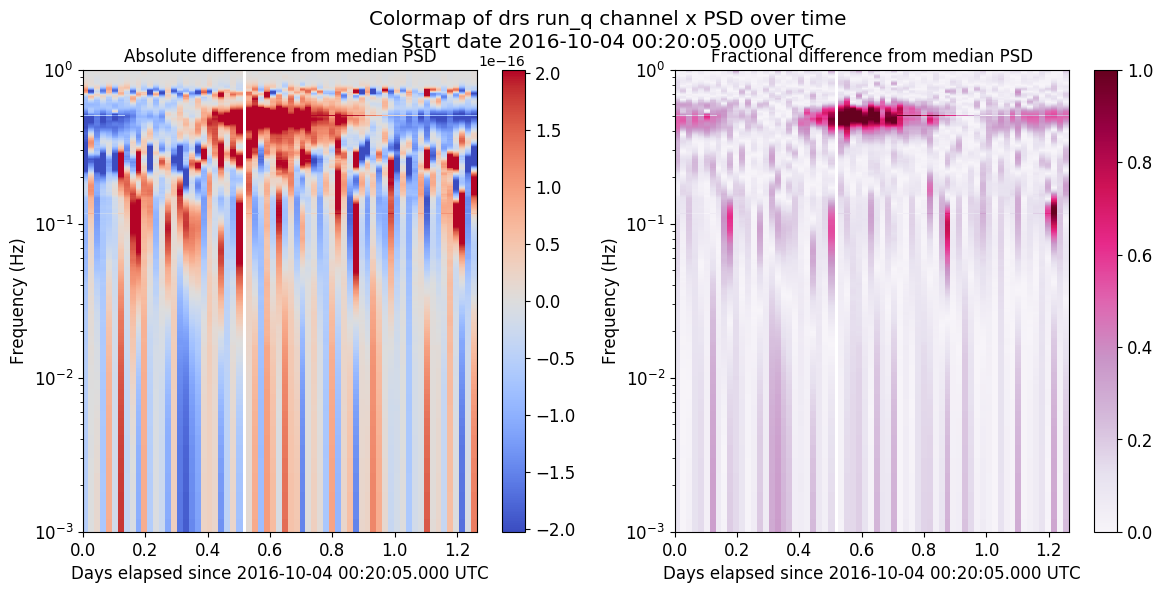 Colormap of drs run_q channel x PSD over time
Start date 2016-10-04 00:20:05.000 UTC
Absolute difference from median PSD
1e−16
Frequency (Hz)
10^0
10^−1
10^−2
10^−3
0.0 0.2 0.4 0.6 0.8 1.0 1.2
Days elapsed since 2016-10-04 00:20:05.000 UTC
2.0
1.5
1.0
0.5
0.0
−0.5
−1.0
−1.5
−2.0
Fractional difference from median PSD
Frequency (Hz)
10^0
10^−1
10^−2
10^−3
0.0 0.2 0.4 0.6 0.8 1.0 1.2
Days elapsed since 2016-10-04 00:20:05.000 UTC
1.0
0.8
0.6
0.4
0.2
0.0